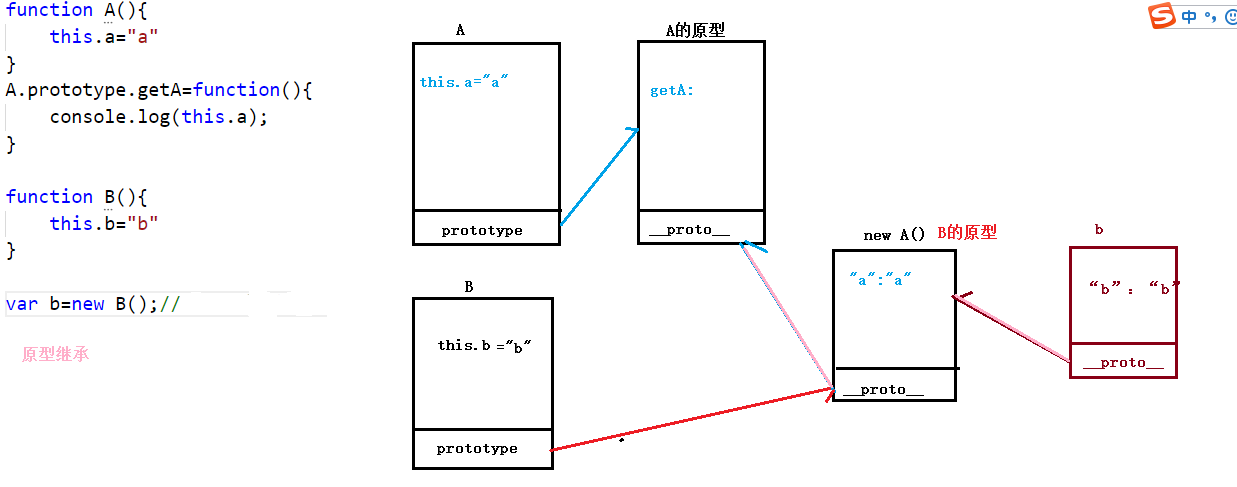 function A(){
this.a="a"
}
A.prototype.getA=function(){
console.log(this.a);
}
function B(){
this.b="b"
}
var b=new B();//
原型继承
A
this.a="a"
prototype
A的原型
getA:
__proto__
B
this.b ="b"
prototype
new A() B的原型
"a":"a"
__proto__
b
“b”：“b”
__proto__
S 中 °,